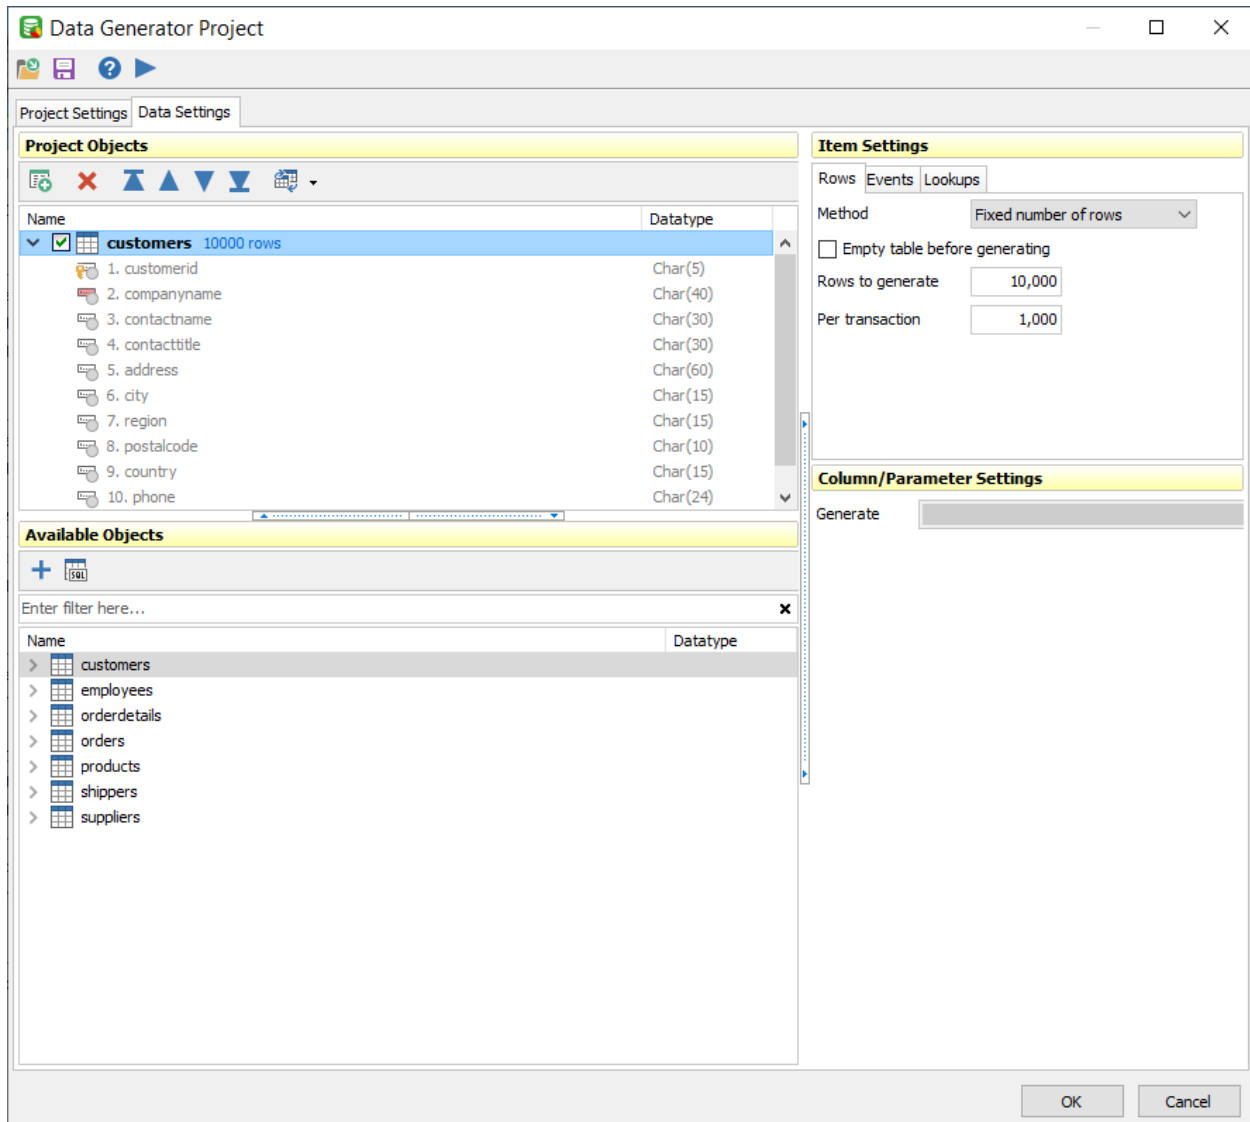 Data Generator Project
Project Settings Data Settings
Project Objects
Name Datatype
customers 10000 rows
1. customerid Char(5)
2. companyname Char(40)
3. contactname Char(30)
4. contacttitle Char(30)
5. address Char(60)
6. city Char(15)
7. region Char(15)
8. postalcode Char(10)
9. country Char(15)
10. phone Char(24)
Available Objects
SQL
Enter filter here...
Name Datatype
customers
employees
orderdetails
orders
products
shippers
suppliers
Item Settings
Rows Events Lookups
Method Fixed number of rows
Empty table before generating
Rows to generate 10,000
Per transaction 1,000
Column/Parameter Settings
Generate
OK Cancel